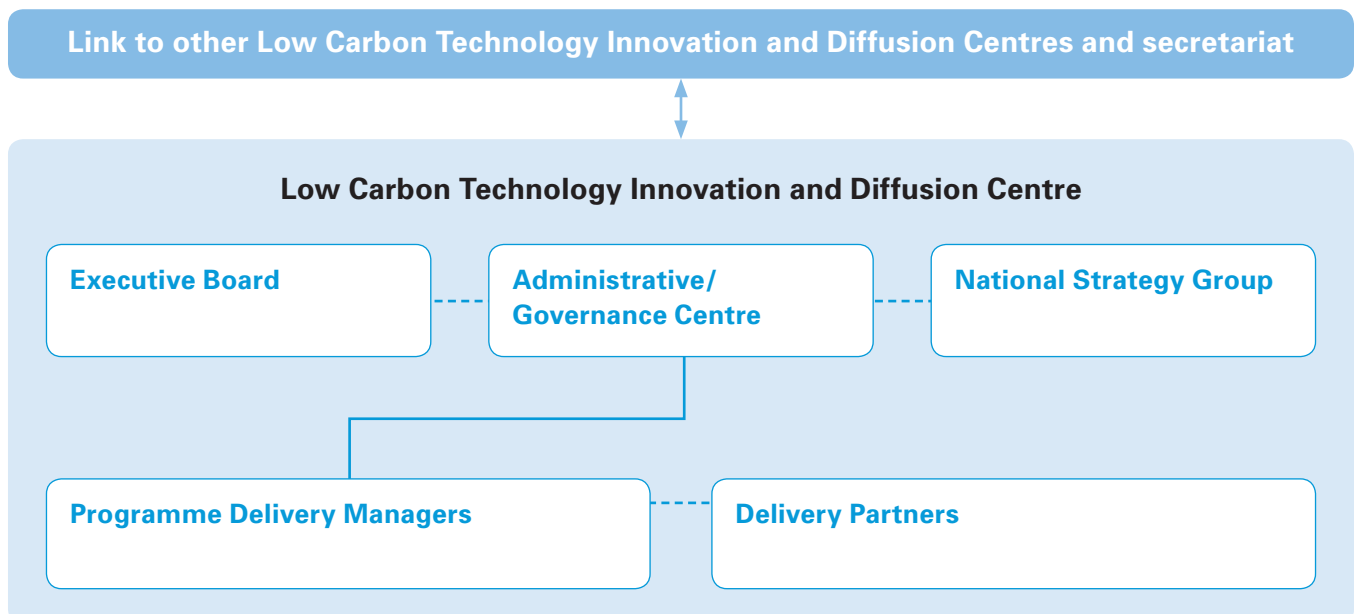 Link to other Low Carbon Technology Innovation and Diffusion Centres and secretariat
Low Carbon Technology Innovation and Diffusion Centre
Executive Board
Administrative/
Governance Centre
National Strategy Group
Programme Delivery Managers
Delivery Partners